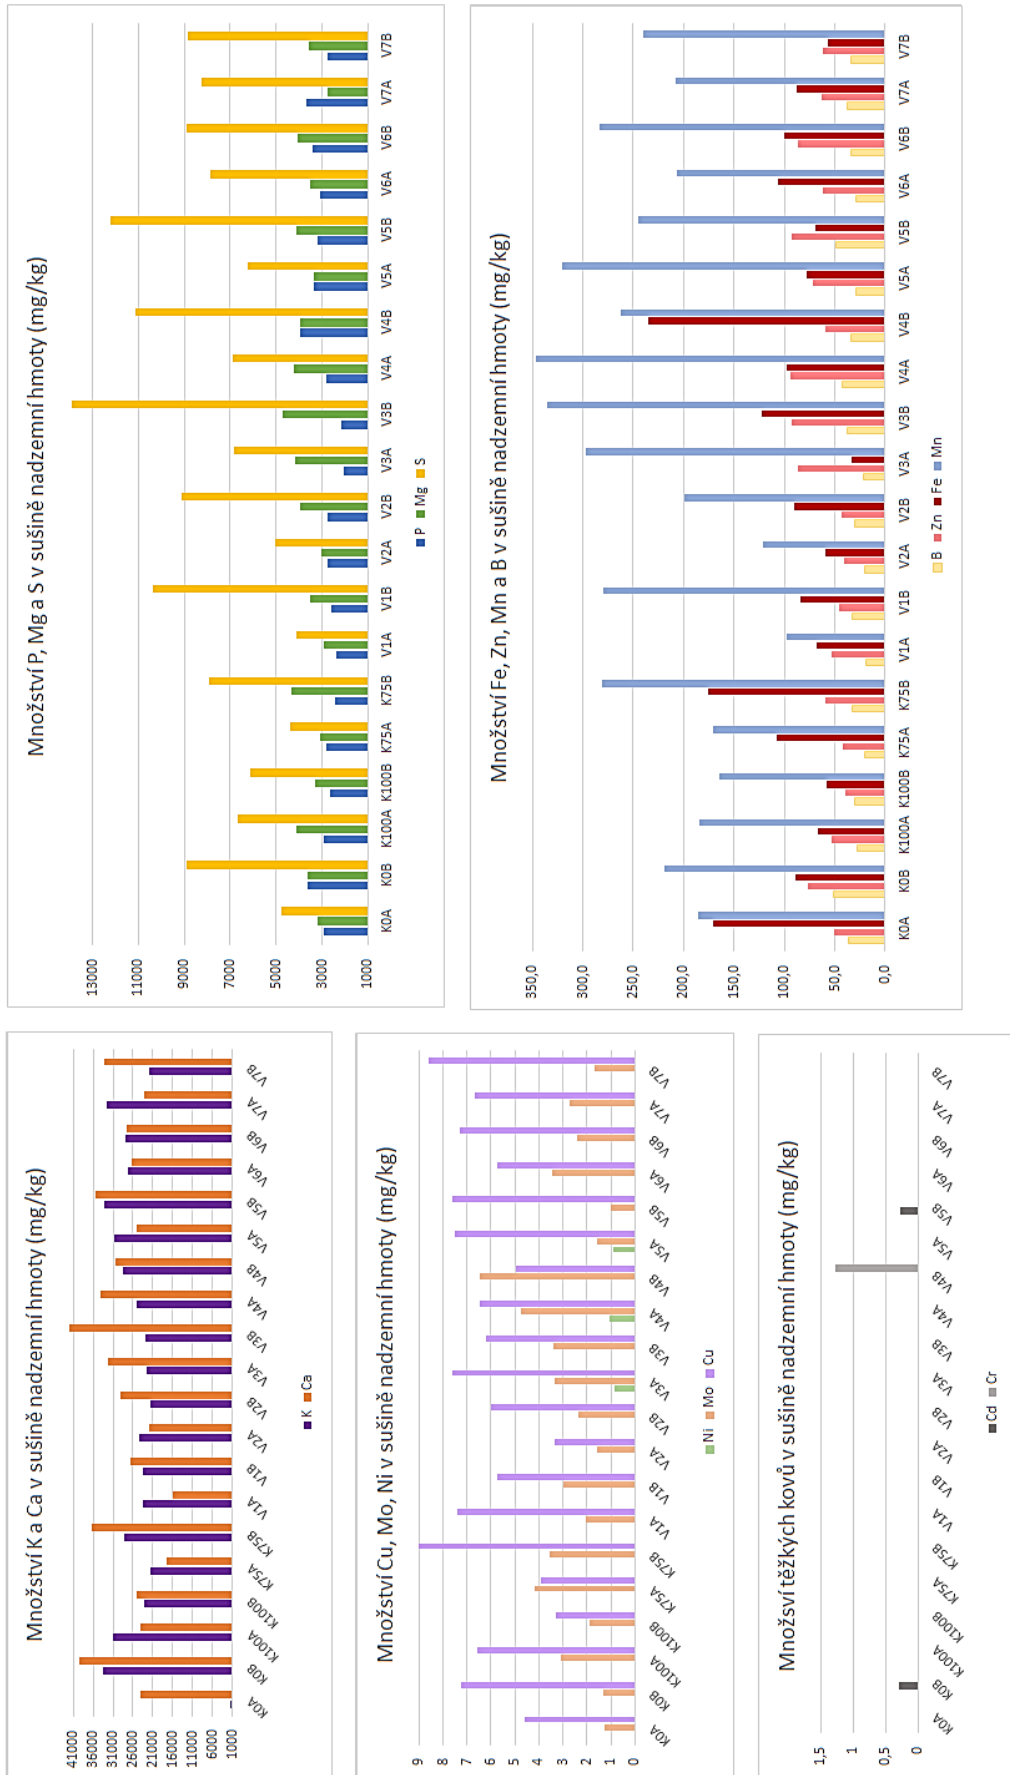 Množství K a Ca v sušině nadzemní hmoty (mg/kg)
41000
36000
31000
26000
21000
16000
11000
6000
1000
K0A K0B K100A K100B K75A K75B V1A V1B V2A V2B V3A V3B V4A V4B V5A V5B V6A V6B V7A V7B
K Ca
Množství Cu, Mo, Ni v sušině nadzemní hmoty (mg/kg)
9
8
7
6
5
4
3
2
1
0
K0A K0B K100A K100B K75A K75B V1A V1B V2A V2B V3A V3B V4A V4B V5A V5B V6A V6B V7A V7B
Ni Mo Cu
Množsví těžkých kovů v sušině nadzemní hmoty (mg/kg)
1,5
1
0,5
0
K0A K0B K100A K100B K75A K75B V1A V1B V2A V2B V3A V3B V4A V4B V5A V5B V6A V6B V7A V7B
Cd Cr
Množství P, Mg a S v sušině nadzemní hmoty (mg/kg)
13000
11000
9000
7000
5000
3000
1000
K0A K0B K100A K100B K75A K75B V1A V1B V2A V2B V3A V3B V4A V4B V5A V5B V6A V6B V7A V7B
P Mg S
Množství Fe, Zn, Mn a B v sušině nadzemní hmoty (mg/kg)
350,0
300,0
250,0
200,0
150,0
100,0
50,0
0,0
K0A K0B K100A K100B K75A K75B V1A V1B V2A V2B V3A V3B V4A V4B V5A V5B V6A V6B V7A V7B
B Zn Fe Mn